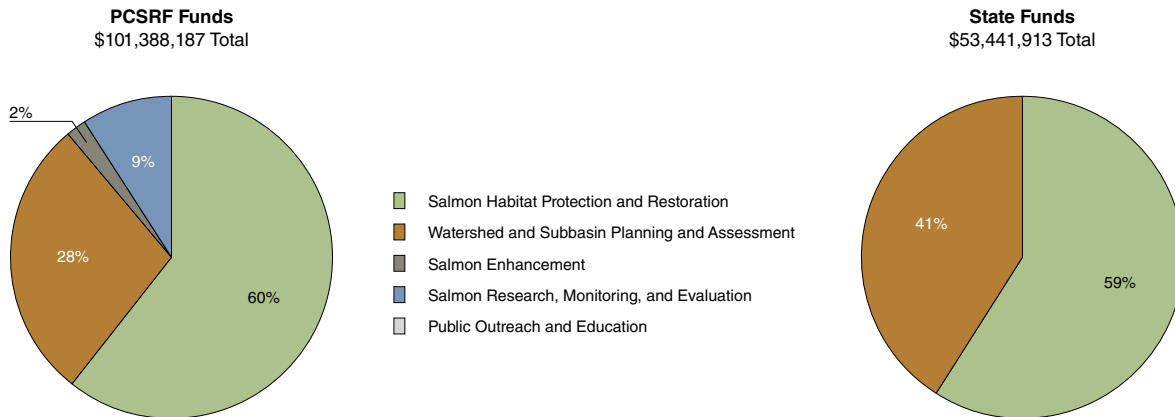 PCSRF Funds
$101,388,187 Total
2%
9%
28%
60%
Salmon Habitat Protection and Restoration
Watershed and Subbasin Planning and Assessment
Salmon Enhancement
Salmon Research, Monitoring, and Evaluation
Public Outreach and Education
State Funds
$53,441,913 Total
41%
59%